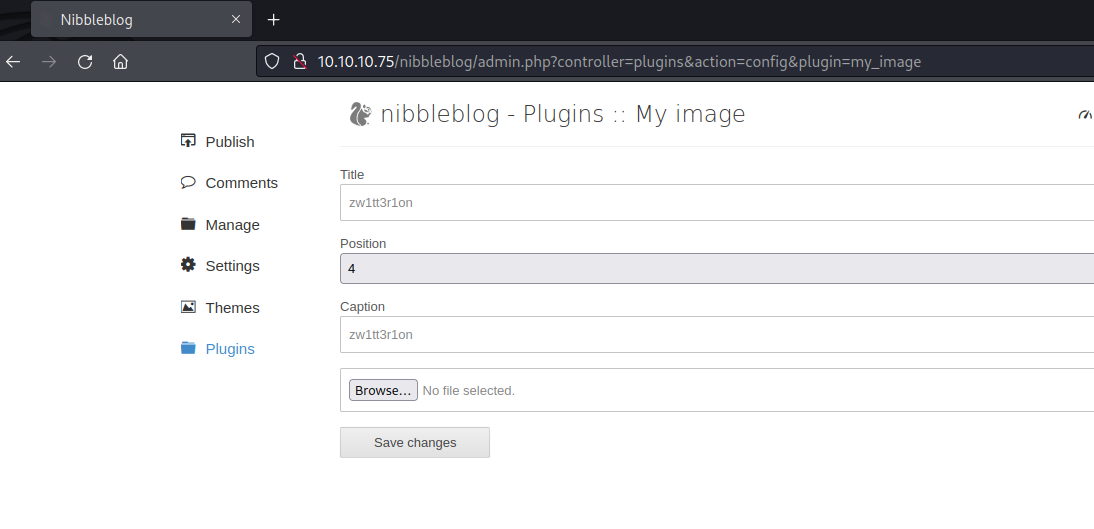 Nibbleblog
10.10.10.75/nibbleblog/admin.php?controller=plugins&action=config&plugin=my_image
nibbleblog - Plugins :: My image
Publish
Comments
Manage
Settings
Themes
Plugins
Title
zw1tt3r1on
Position
4
Caption
zw1tt3r1on
Browse... No file selected.
Save changes